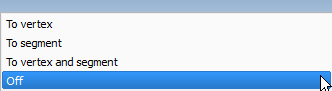 To vertex
To segment
To vertex and segment
Off